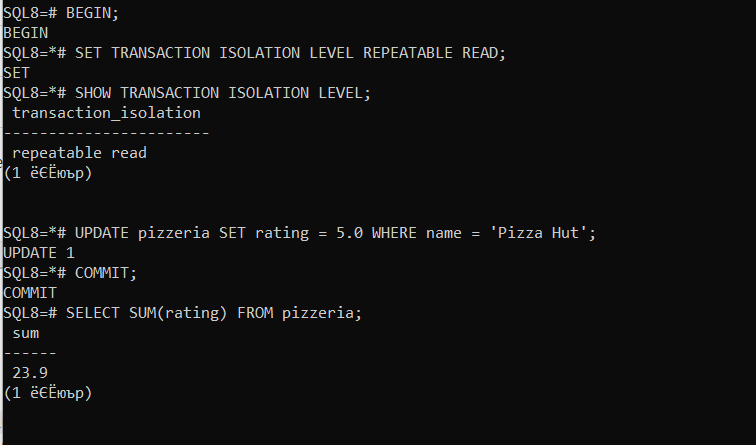 SQL8=# BEGIN;
BEGIN
SQL8=*# SET TRANSACTION ISOLATION LEVEL REPEATABLE READ;
SET
SQL8=*# SHOW TRANSACTION ISOLATION LEVEL;
transaction_isolation
-----------------------
repeatable read
(1 ёЄЁюър)
SQL8=*# UPDATE pizzeria SET rating = 5.0 WHERE name = 'Pizza Hut';
UPDATE 1
SQL8=*# COMMIT;
COMMIT
SQL8=# SELECT SUM(rating) FROM pizzeria;
sum
------
23.9
(1 ёЄЁюър)